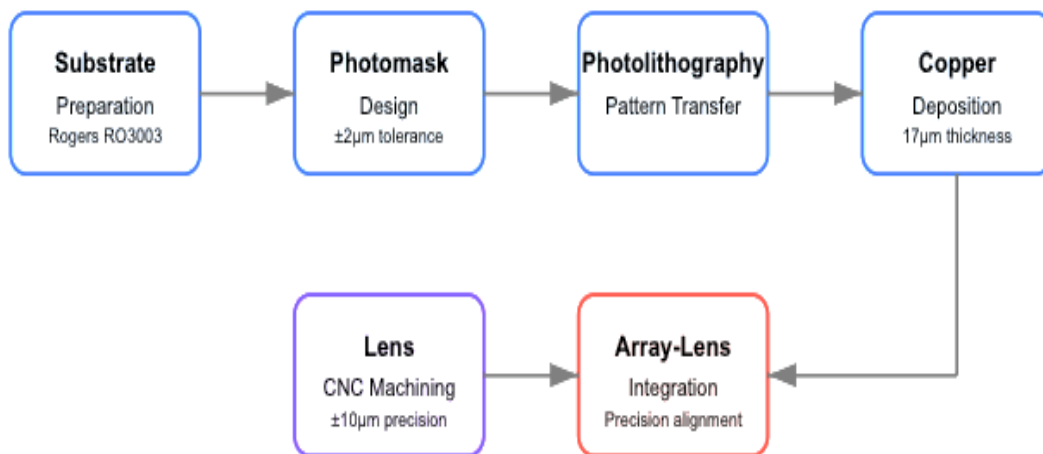 Substrate
Preparation
Rogers RO3003
Photomask
Design
±2µm tolerance
Photolithography
Pattern Transfer
Copper
Deposition
17µm thickness
Lens
CNC Machining
±10µm precision
Array-Lens
Integration
Precision alignment